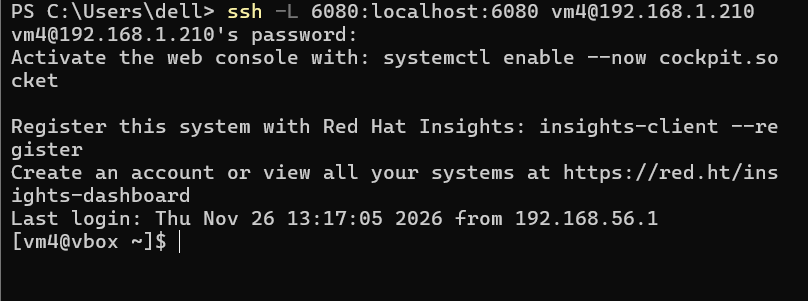 PS C:\Users\dell> ssh -L 6080:localhost:6080 vm4@192.168.1.210
vm4@192.168.1.210's password:
Activate the web console with: systemctl enable --now cockpit.so
cket

Register this system with Red Hat Insights: insights-client --re
gister
Create an account or view all your systems at https://red.ht/ins
ights-dashboard
Last login: Thu Nov 26 13:17:05 2026 from 192.168.56.1
[vm4@vbox ~]$